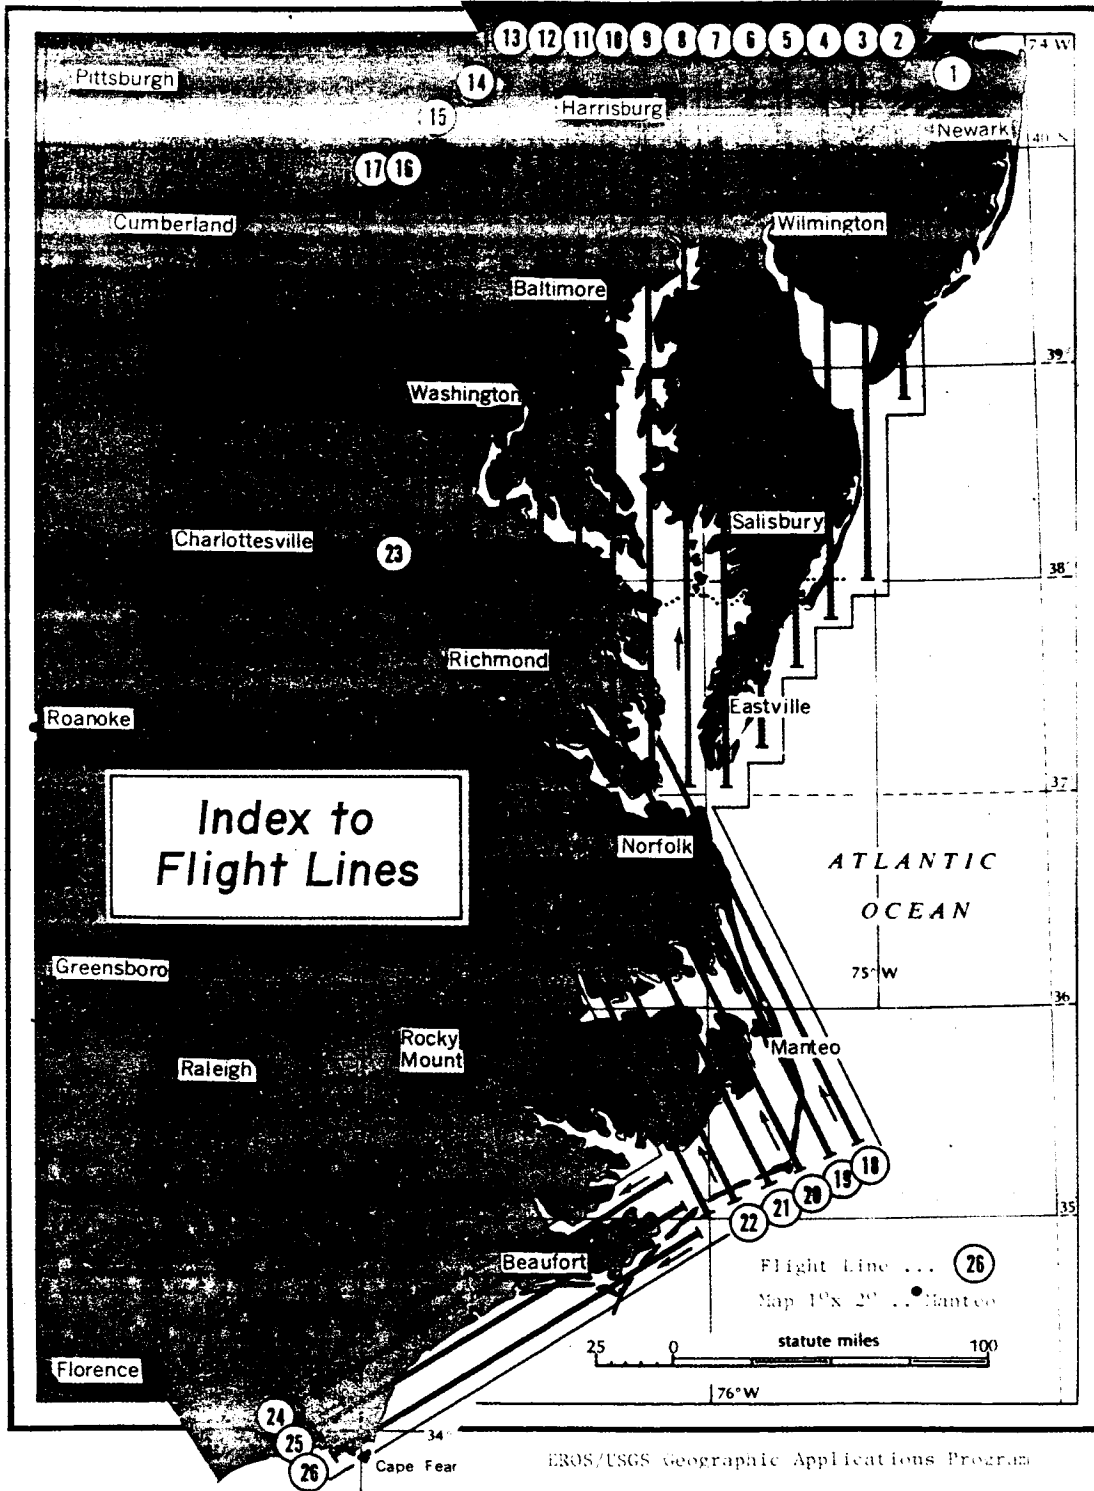 13 12 11 10 9 8 7 6 5 4 3 2
74 W
1
Pittsburgh
14
15
Harrisburg
Newark
40 N
17 16
Cumberland
Wilmington
Baltimore
39°
Washington
Salisbury
Charlottesville
23
38°
Richmond
Eastville
Roanoke
37
Index to
Flight Lines
Norfolk
ATLANTIC
OCEAN
Greensboro
75° W
36
Rocky
Mount
Manteo
Raleigh
18
19
20
21
22
35
Beaufort
Flight Line ... 26
Map 1° x 2° .. Manteo
statute miles
25 0 100
Florence
76° W
24
34°
25
26
Cape Fear
EROS/USGS Geographic Applications Program